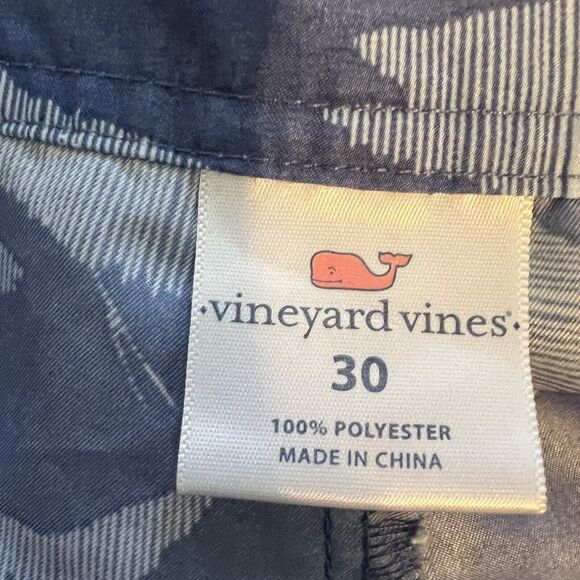 ·vineyard vines®·
30
100% POLYESTER
MADE IN CHINA